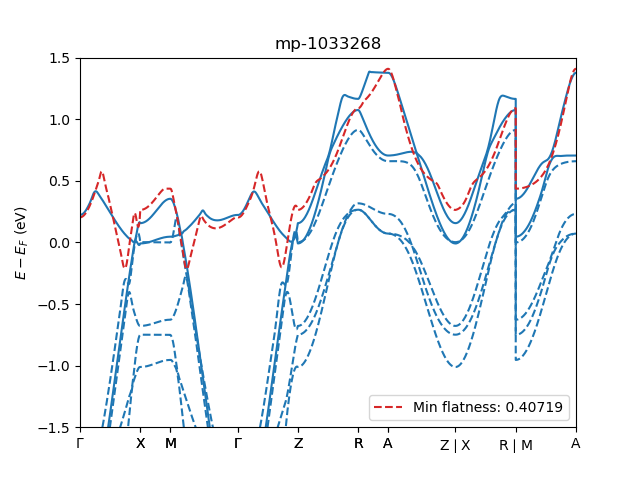 mp-1033268
E − E_F (eV)
1.5
1.0
0.5
0.0
−0.5
−1.0
−1.5
Min flatness: 0.40719
Γ X M Γ Z R A Z | X R | M A